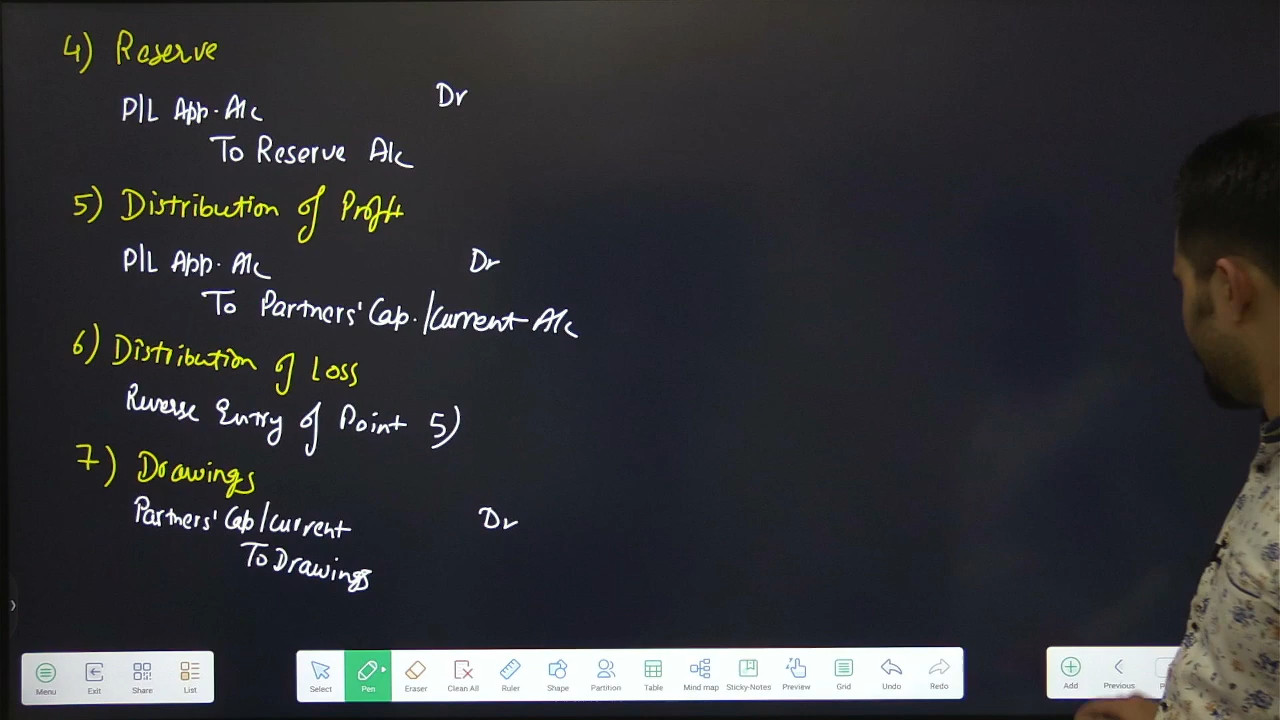 4) Reserve
P/L App. A/c Dr
To Reserve A/c
5) Distribution of Profit
P/L App. A/c Dr
To Partners' Cap./Current A/c
6) Distribution of Loss
Reverse Entry of Point 5)
7) Drawings
Partners' Cap/current Dr
To Drawings
Menu Exit Share List Select Pen Eraser Clean All Ruler Shape Partition Table Mind map Sticky-Notes Preview Grid Undo Redo Add Previous